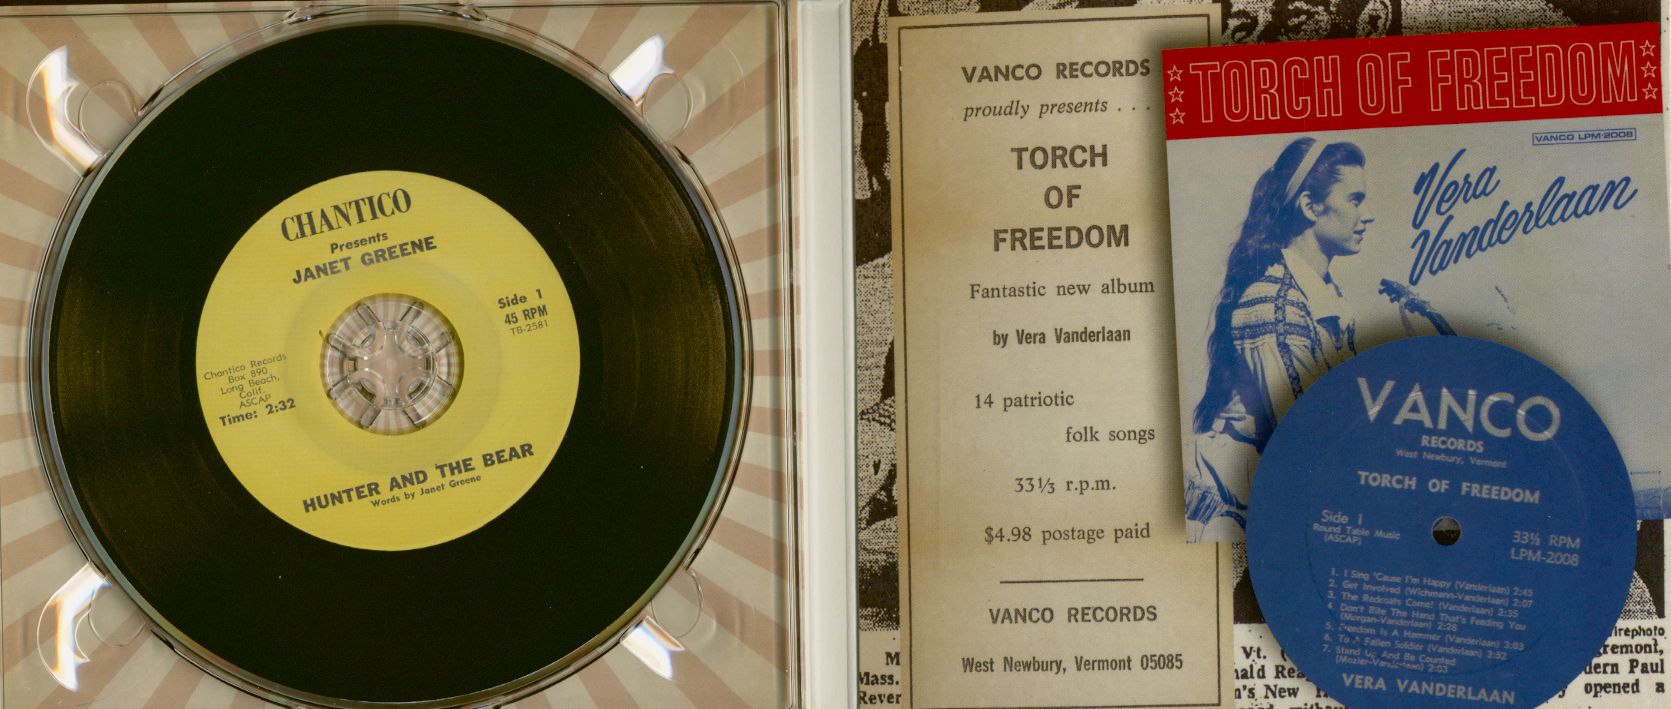 CHANTICO
Presents
JANET GREENE
Side 1
45 RPM
TB-2581
Chantico Records
Box 890
Long Beach,
Calif.
ASCAP
Time: 2:32
HUNTER AND THE BEAR
Words by Janet Greene
VANCO RECORDS
proudly presents . . .
TORCH
OF
FREEDOM
Fantastic new album
by Vera Vanderlaan
14 patriotic
folk songs
33⅓ r.p.m.
$4.98 postage paid
VANCO RECORDS
West Newbury, Vermont 05085
TORCH OF FREEDOM
VANCO LPM-2008
Vera
Vanderlaan
VANCO
RECORDS
West Newbury, Vermont
TORCH OF FREEDOM
Side 1
Round Table Music
(ASCAP)
33⅓ RPM
LPM-2008
1. I Sing 'Cause I'm Happy (Vanderlaan) 2:45
2. Get Involved (Wichmann-Vanderlaan) 2:07
3. The Redcoats Come! (Vanderlaan) 2:35
4. Don't Bite The Hand That's Feeding You
(Morgan-Vanderlaan) 2:28
5. Freedom Is A Hammer (Vanderlaan) 3:03
6. To A Fallen Soldier (Vanderlaan) 3:52
7. Stand Up And Be Counted
(Mozier-Vanderlaan) 2:03
VERA VANDERLAAN
M
Mass.
Rever
Vt.
nald Rea
n's New
irephoto
remont,
dern Paul
y opened a